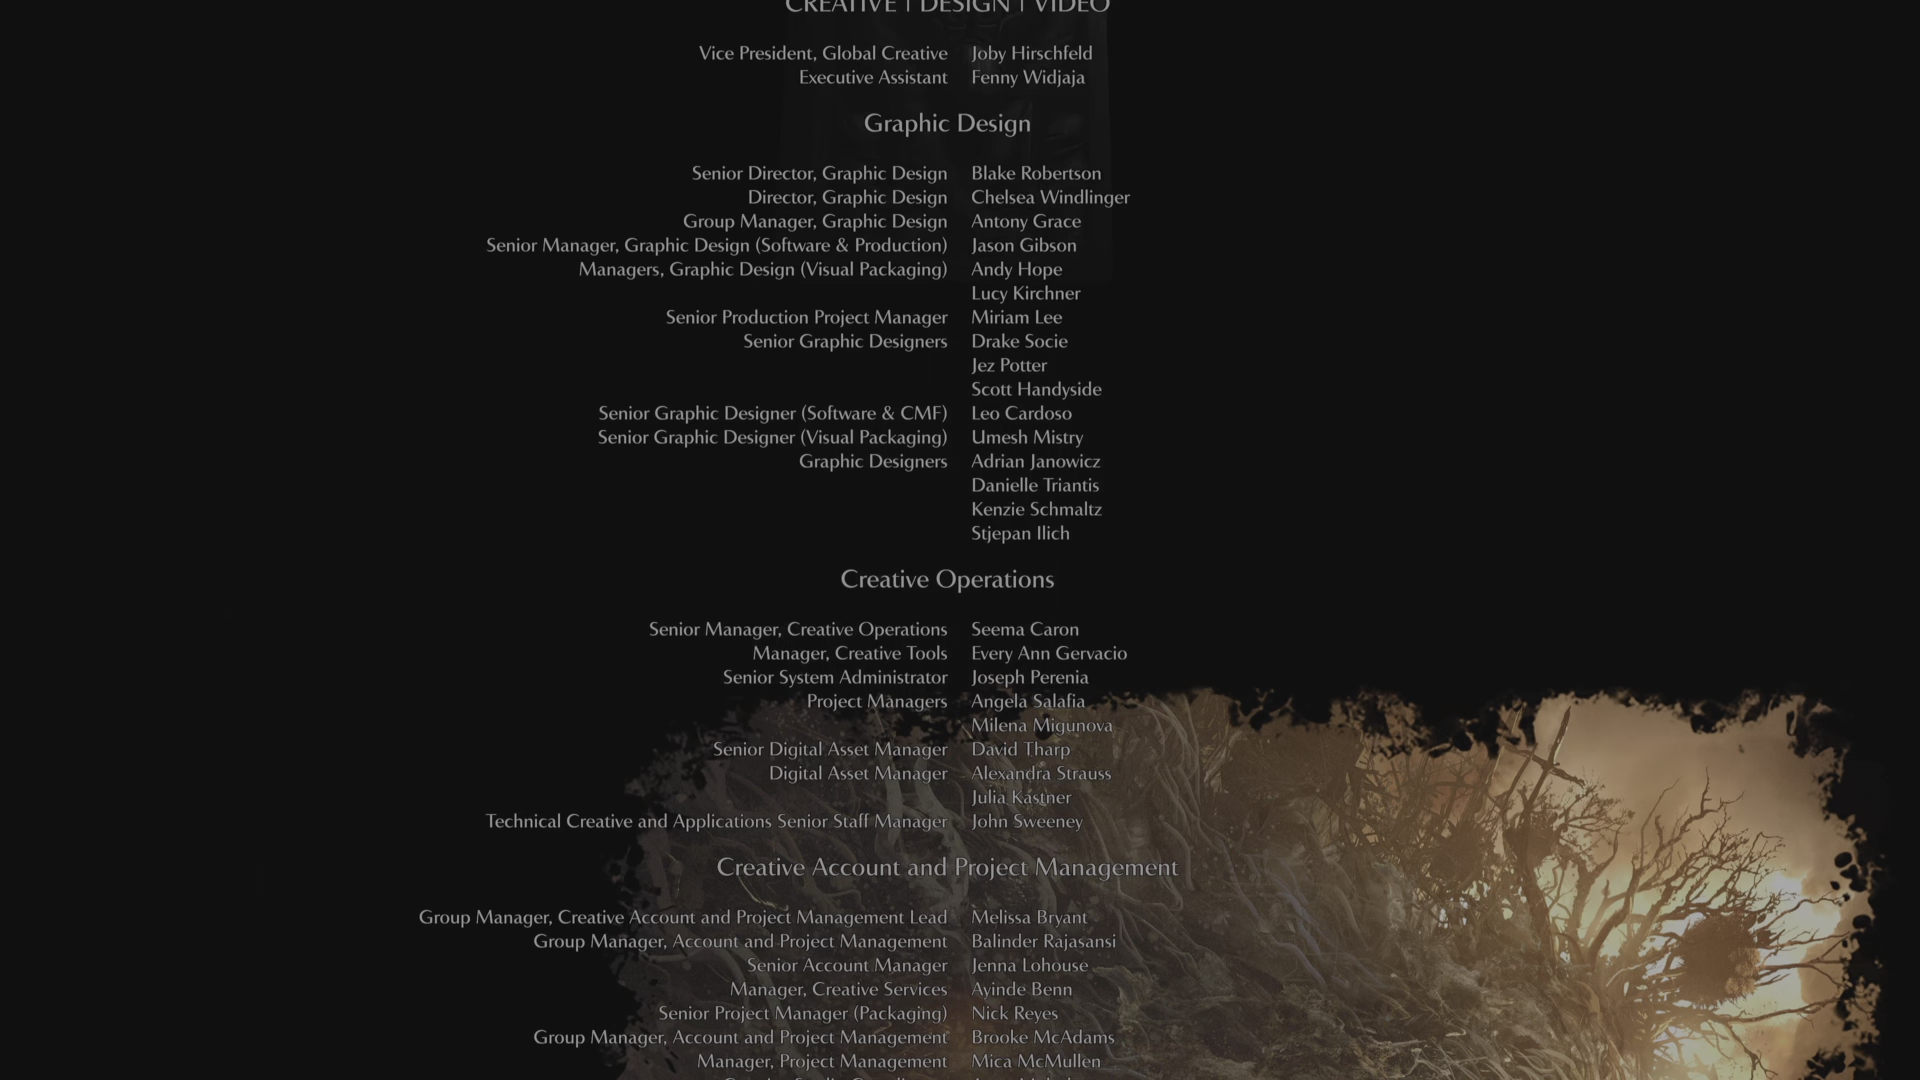 CREATIVE | DESIGN | VIDEO
Vice President, Global Creative Joby Hirschfeld
Executive Assistant Fenny Widjaja
Graphic Design
Senior Director, Graphic Design Blake Robertson
Director, Graphic Design Chelsea Windlinger
Group Manager, Graphic Design Antony Grace
Senior Manager, Graphic Design (Software & Production) Jason Gibson
Managers, Graphic Design (Visual Packaging) Andy Hope
Lucy Kirchner
Senior Production Project Manager Miriam Lee
Senior Graphic Designers Drake Socie
Jez Potter
Scott Handyside
Senior Graphic Designer (Software & CMF) Leo Cardoso
Senior Graphic Designer (Visual Packaging) Umesh Mistry
Graphic Designers Adrian Janowicz
Danielle Triantis
Kenzie Schmaltz
Stjepan Ilich
Creative Operations
Senior Manager, Creative Operations Seema Caron
Manager, Creative Tools Every Ann Gervacio
Senior System Administrator Joseph Perenia
Project Managers Angela Salafia
Milena Migunova
Senior Digital Asset Manager David Tharp
Digital Asset Manager Alexandra Strauss
Julia Kastner
Technical Creative and Applications Senior Staff Manager John Sweeney
Creative Account and Project Management
Group Manager, Creative Account and Project Management Lead Melissa Bryant
Group Manager, Account and Project Management Balinder Rajasansi
Senior Account Manager Jenna Lohouse
Manager, Creative Services Ayinde Benn
Senior Project Manager (Packaging) Nick Reyes
Group Manager, Account and Project Management Brooke McAdams
Manager, Project Management Mica McMullen